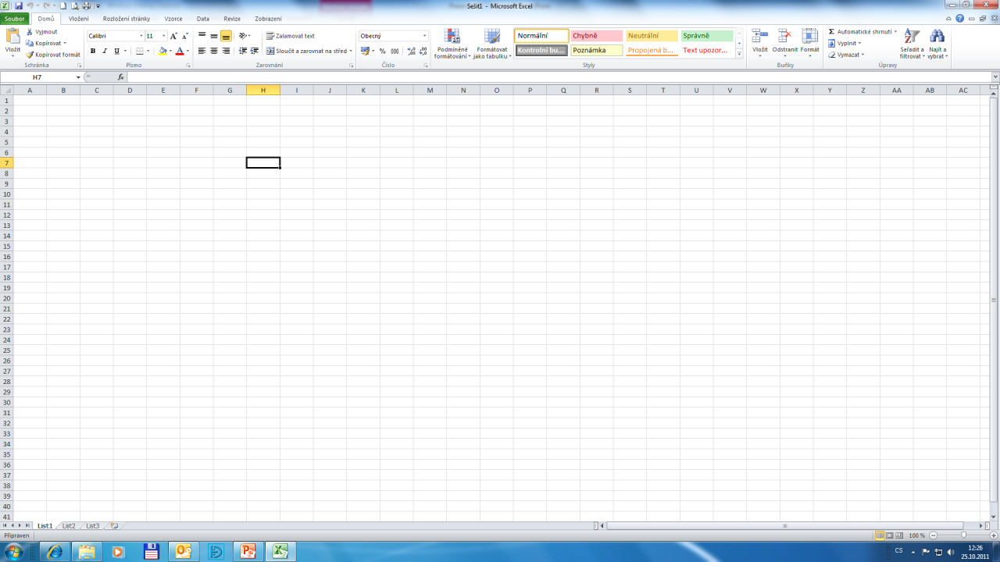 Sešit1 - Microsoft Excel
Soubor Domů Vložení Rozložení stránky Vzorce Data Revize Zobrazení
Vložit
Vyjmout
Kopírovat
Kopírovat formát
Schránka
Calibri 11
B I U
Písmo
Zalamovat text
Sloučit a zarovnat na střed
Zarovnání
Obecný
% 000
Číslo
Podmíněné formátování
Formátovat jako tabulku
Normální Chybně Neutrální Správně
Kontrolní bu... Poznámka Propojená b... Text upozor...
Styly
Vložit Odstranit Formát
Buňky
Automatické shrnutí
Vyplnit
Vymazat
Seřadit a filtrovat
Najít a vybrat
Úpravy
H7 fx
A B C D E F G H I J K L M N O P Q R S T U V W X Y Z AA AB AC
1
2
3
4
5
6
7
8
9
10
11
12
13
14
15
16
17
18
19
20
21
22
23
24
25
26
27
28
29
30
31
32
33
34
35
36
37
38
39
40
41
List1 List2 List3
Připraven 100 %
CS 12:26
25.10.2011